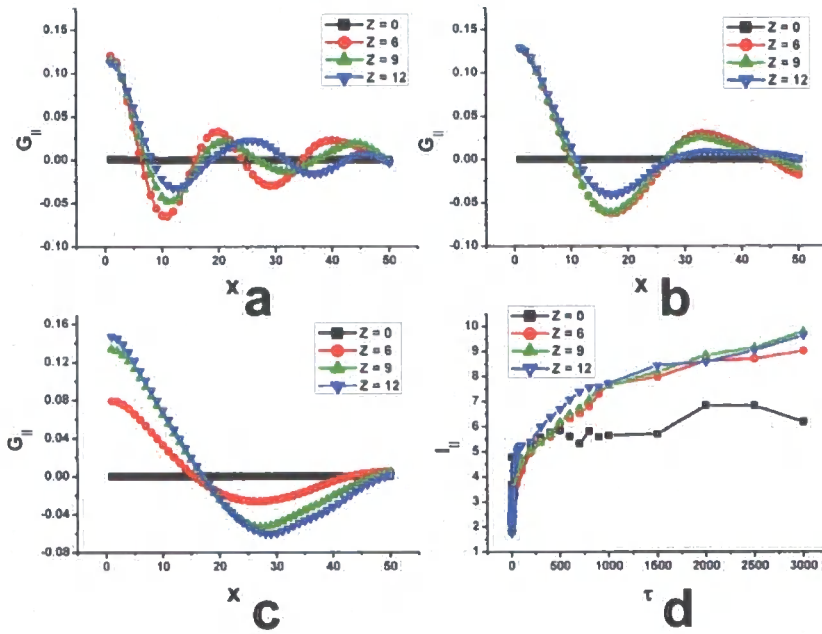 0.15
0.10
0.05
0.00
-0.05
-0.10
G_II
0 10 20 30 40 50
x
a
Z = 0
Z = 6
Z = 9
Z = 12
0.15
0.10
0.05
0.00
-0.05
-0.10
G_II
0 10 20 30 40 50
x
b
Z = 0
Z = 6
Z = 9
Z = 12
0.16
0.12
0.08
0.04
0.00
-0.04
-0.08
G_II
0 10 20 30 40 50
x
c
Z = 0
Z = 6
Z = 9
Z = 12
10
9
8
7
6
5
4
3
2
1
0 500 1000 1500 2000 2500 3000
τ
d
Z = 0
Z = 6
Z = 9
Z = 12